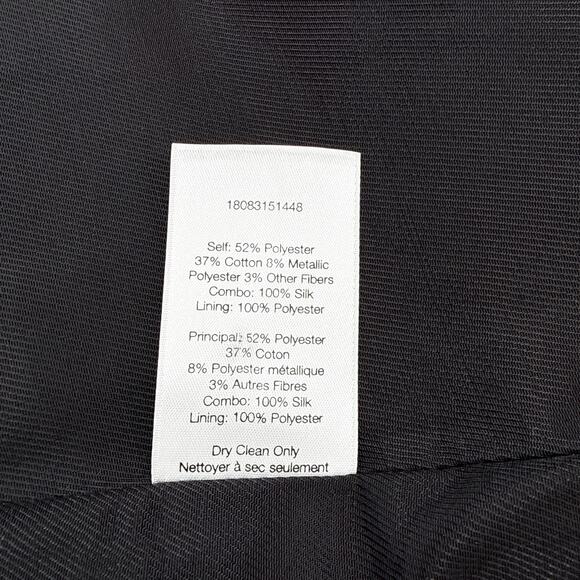 18083151448
Self: 52% Polyester
37% Cotton 8% Metallic
Polyester 3% Other Fibers
Combo: 100% Silk
Lining: 100% Polyester
Principal: 52% Polyester
37% Coton
8% Polyester métallique
3% Autres Fibres
Combo: 100% Silk
Lining: 100% Polyester
Dry Clean Only
Nettoyer à sec seulement